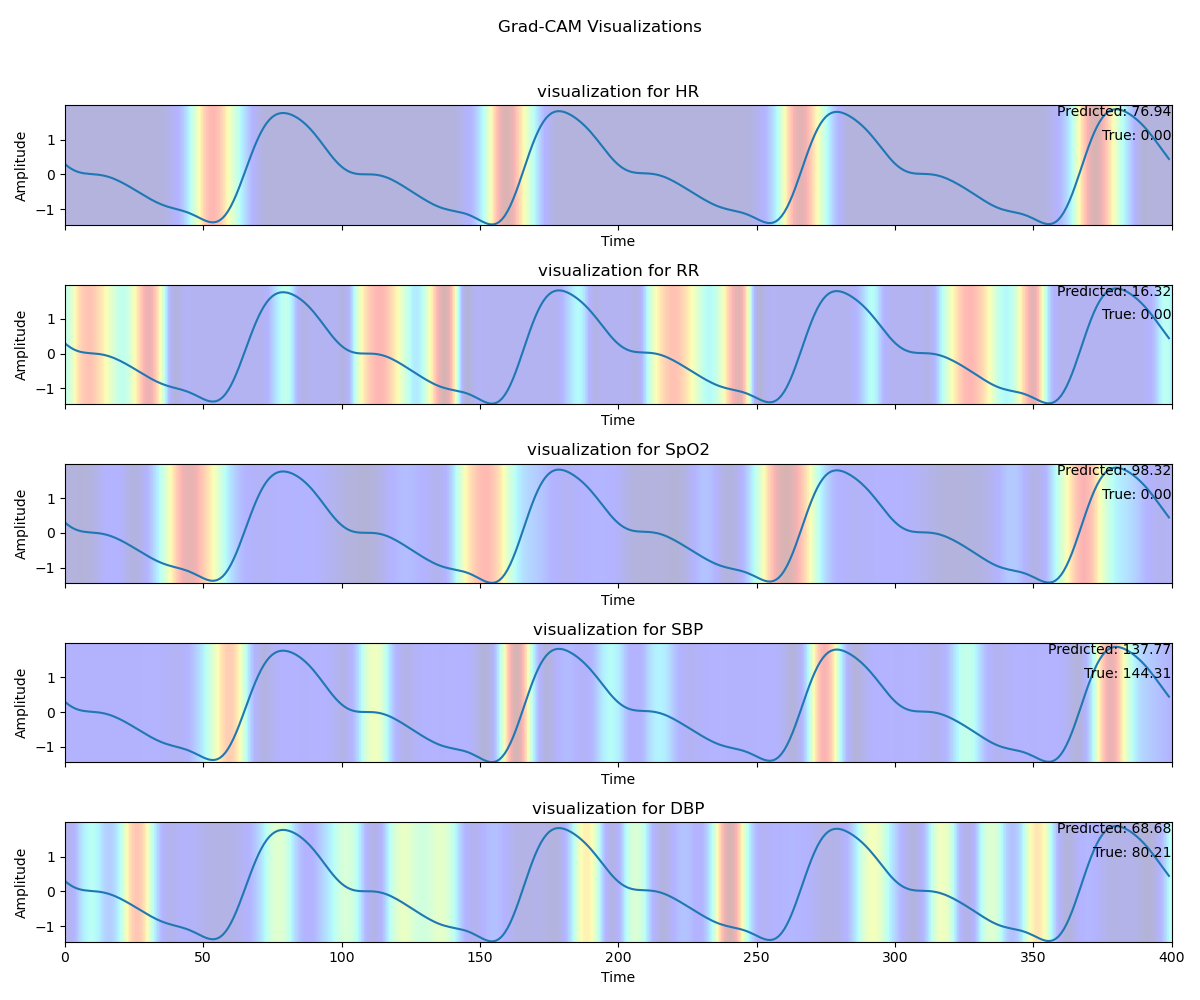 Grad-CAM Visualizations
visualization for HR
Predicted: 76.94
True: 0.00
1
0
−1
Amplitude
Time
visualization for RR
Predicted: 16.32
True: 0.00
1
0
−1
Amplitude
Time
visualization for SpO2
Predicted: 98.32
True: 0.00
1
0
−1
Amplitude
Time
visualization for SBP
Predicted: 137.77
True: 144.31
1
0
−1
Amplitude
Time
visualization for DBP
Predicted: 68.68
True: 80.21
1
0
−1
Amplitude
0 50 100 150 200 250 300 350 400
Time